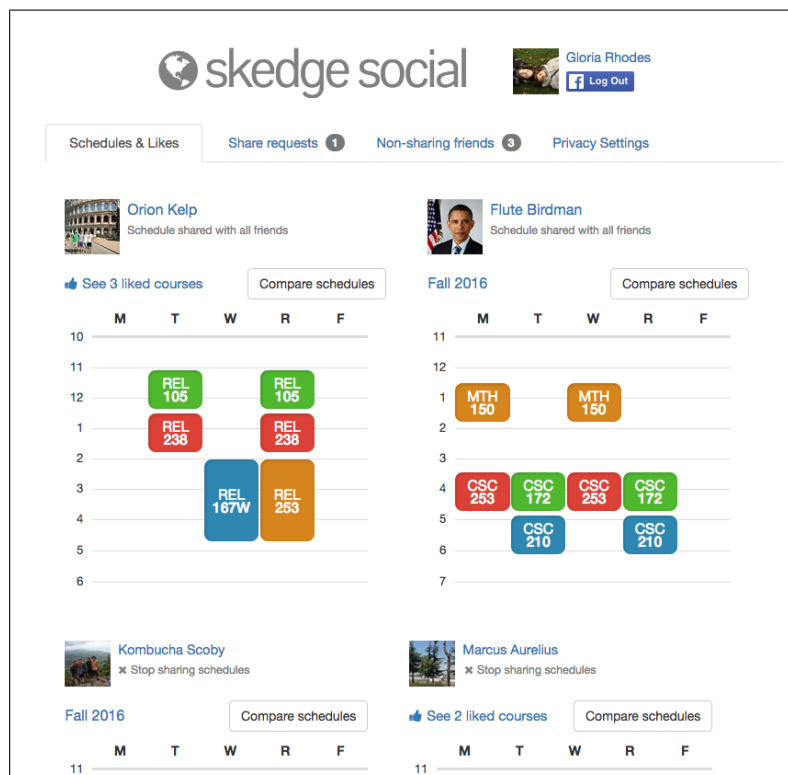 skedge social
Gloria Rhodes
f Log Out
Schedules & Likes Share requests 1 Non-sharing friends 3 Privacy Settings
Orion Kelp
Schedule shared with all friends
See 3 liked courses Compare schedules
M T W R F
10
11
REL 105 REL 105
12
1
REL 238 REL 238
2
3
REL 167W REL 253
4
5
6
Flute Birdman
Schedule shared with all friends
Fall 2016 Compare schedules
M T W R F
11
12
1
MTH 150 MTH 150
2
3
4
CSC 253 CSC 172 CSC 253 CSC 172
5
CSC 210 CSC 210
6
7
Kombucha Scoby
✖ Stop sharing schedules
Fall 2016 Compare schedules
M T W R F
11
Marcus Aurelius
✖ Stop sharing schedules
See 2 liked courses Compare schedules
M T W R F
11